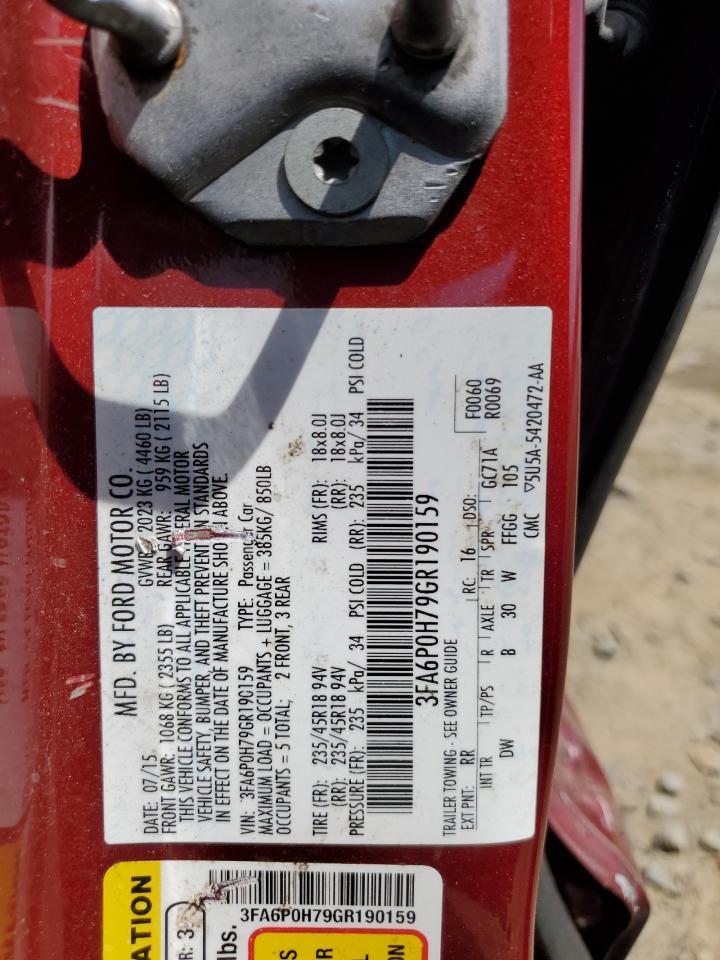 MFD. BY FORD MOTOR CO.
DATE: 07/15 2023 KG (4460 LB)
FRONT GAWR: 1068 KG (2355 LB) REAR GAWR: 959 KG (2115 LB)
THIS VEHICLE CONFORMS TO ALL APPLICABLE FEDERAL MOTOR
VEHICLE SAFETY, BUMPER, AND THEFT PREVENTION STANDARDS
IN EFFECT ON THE DATE OF MANUFACTURE SHOWN ABOVE.
VIN: 3FA6P0H79GR190159 TYPE: Passenger Car
MAXIMUM LOAD = OCCUPANTS + LUGGAGE = 385KG/ 850LB
OCCUPANTS = 5 TOTAL; 2 FRONT, 3 REAR
TIRE (FR): 235/45R18 94V RIMS (FR): 18x8.0J
(RR): 235/45R18 94V (RR): 18x8.0J
PRESSURE (FR): 235 kPa/ 34 PSI COLD (RR): 235 kPa/ 34 PSI COLD
3FA6P0H79GR190159
TRAILER TOWING - SEE OWNER GUIDE
EXT PNT: RR RC: 16 DSO: F0060
R0069
INT TR TP/PS R AXLE TR SPR GC71A
DW B 30 W FFGG 105
CMC ▽5U5A-5420472-AA
ATION
3FA6P0H79GR190159
lbs.